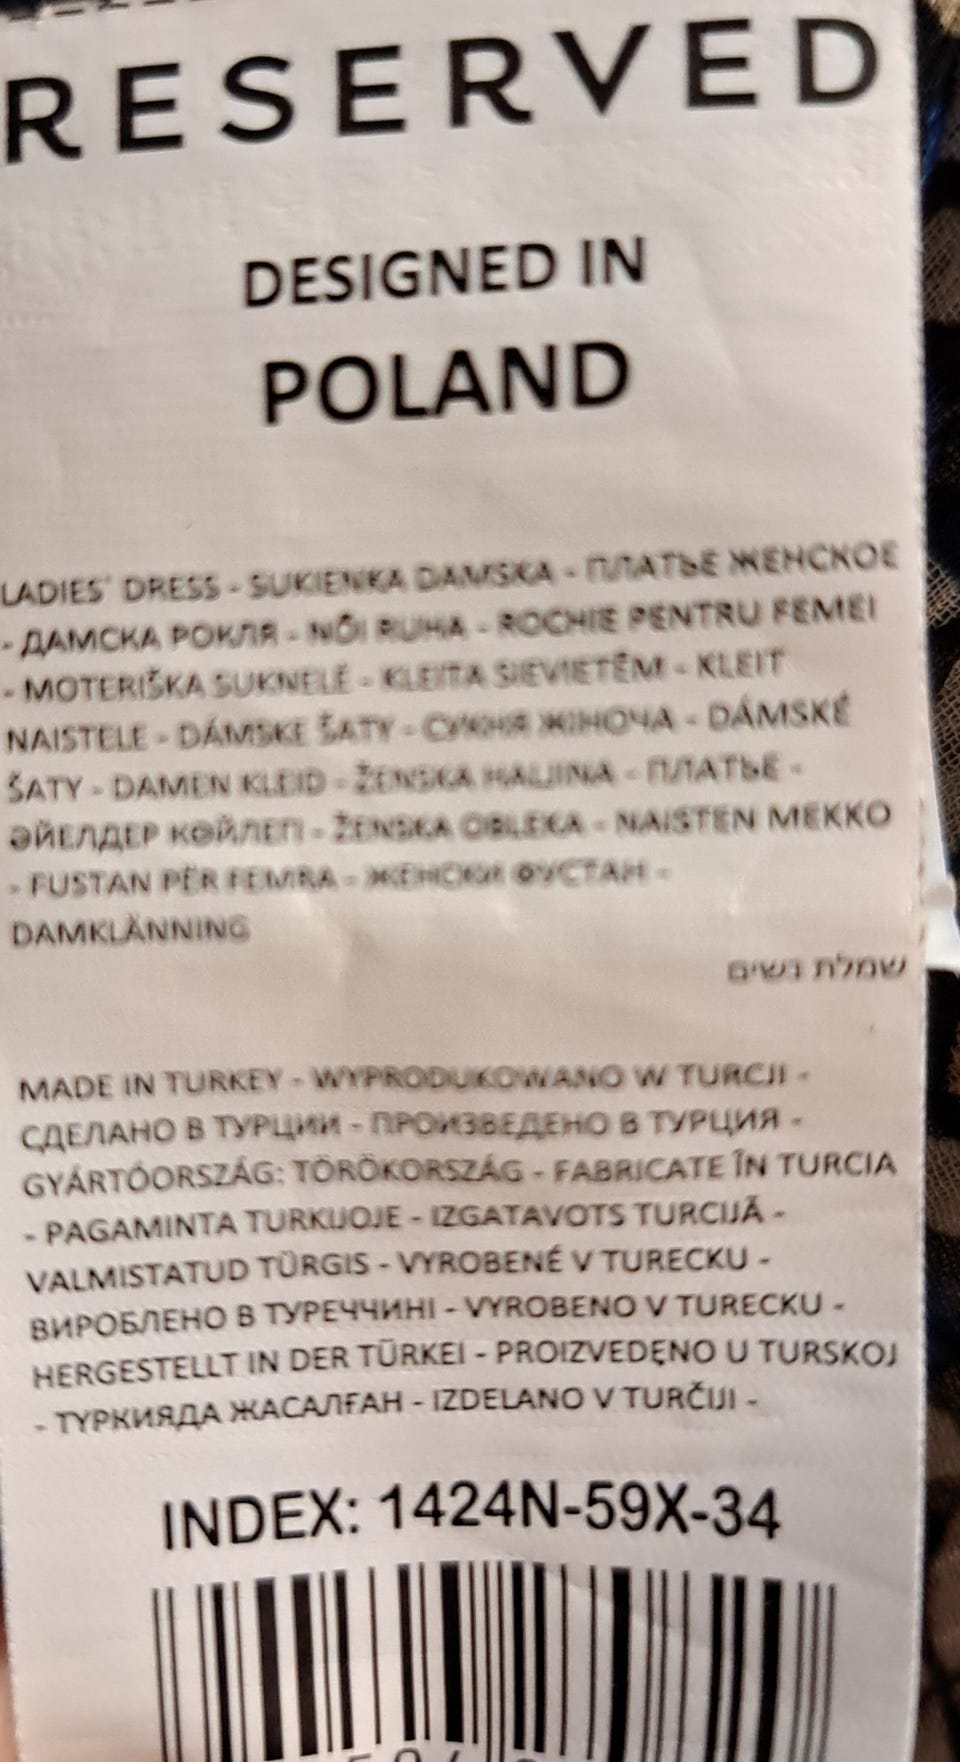 RESERVED
DESIGNED IN
POLAND
LADIES' DRESS - SUKIENKA DAMSKA - ПЛАТЬЕ ЖЕНСКОЕ
- ДАМСКА РОКЛЯ - NŐI RUHA - ROCHIE PENTRU FEMEI
- MOTERIŠKA SUKNELĖ - KLEITA SIEVIETĒM - KLEIT
NAISTELE - DÁMSKE ŠATY - СУКНЯ ЖІНОЧА - DÁMSKÉ
ŠATY - DAMEN KLEID - ŽENSKA HALJINA - ПЛАТЬЕ -
ӘЙЕЛДЕР КӨЙЛЕГІ - ŽENSKA OBLEKA - NAISTEN MEKKO
- FUSTAN PËR FEMRA - ЖЕНСКИ ФУСТАН -
DAMKLÄNNING
שמלת נשים
MADE IN TURKEY - WYPRODUKOWANO W TURCJI -
СДЕЛАНО В ТУРЦИИ - ПРОИЗВЕДЕНО В ТУРЦИЯ -
GYÁRTÓORSZÁG: TÖRÖKORSZÁG - FABRICATE ÎN TURCIA
- PAGAMINTA TURKIJOJE - IZGATAVOTS TURCIJĀ -
VALMISTATUD TÜRGIS - VYROBENÉ V TURECKU -
ВИРОБЛЕНО В ТУРЕЧЧИНІ - VYROBENO V TURECKU -
HERGESTELLT IN DER TÜRKEI - PROIZVEDĘNO U TURSKOJ
- ТҮРКИЯДА ЖАСАЛҒАН - IZDELANO V TURČIJI -
INDEX: 1424N-59X-34